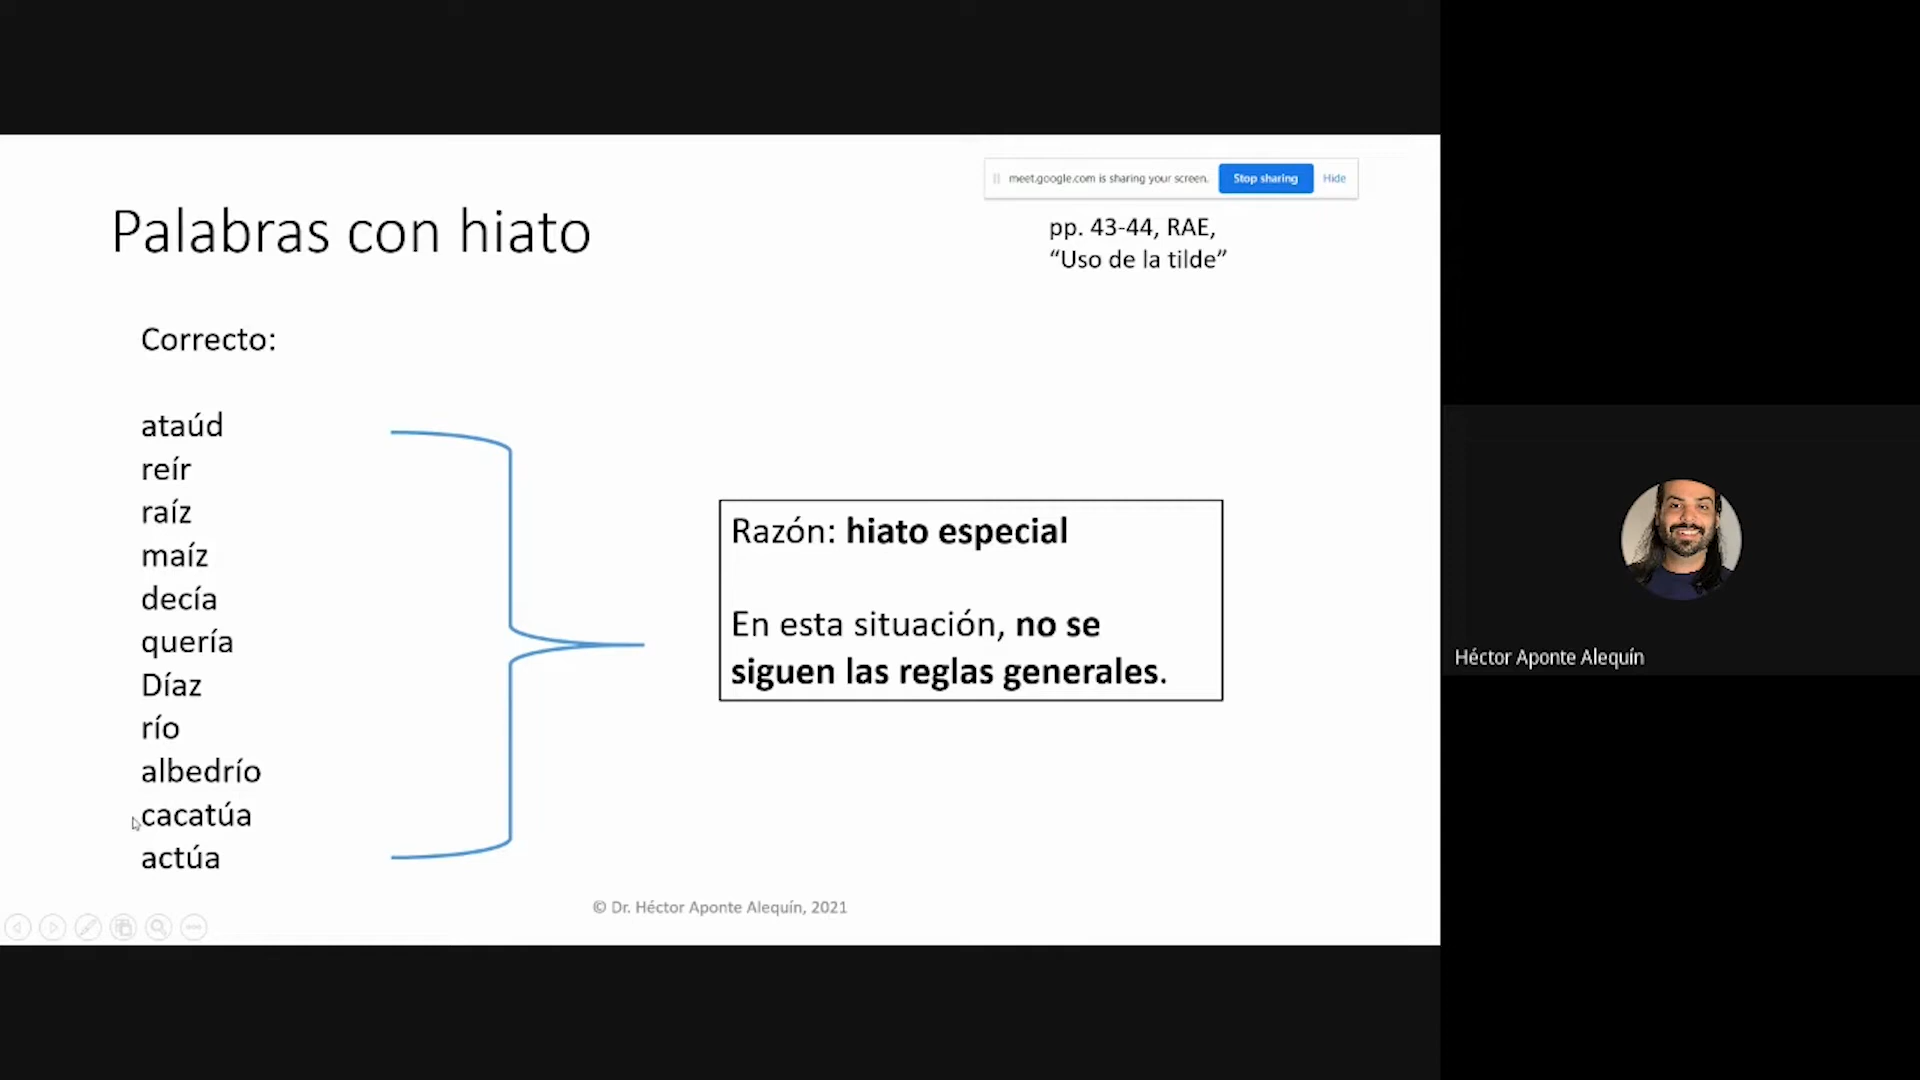 meet.google.com is sharing your screen. Stop sharing Hide
Palabras con hiato
pp. 43-44, RAE,
“Uso de la tilde”
Correcto:
ataúd
reír
raíz
maíz
decía
quería
Díaz
río
albedrío
cacatúa
actúa
Razón: hiato especial
En esta situación, no se
siguen las reglas generales.
Héctor Aponte Alequín
© Dr. Héctor Aponte Alequín, 2021